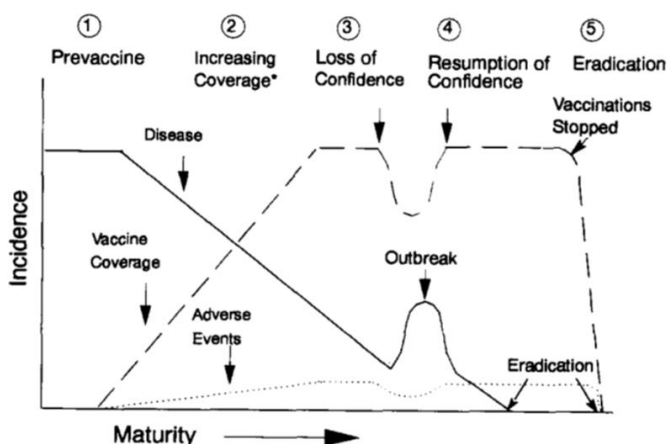 ① ② ③ ④ ⑤
Prevaccine
Increasing
Coverage*
Loss of
Confidence
Resumption of
Confidence
Eradication
Vaccinations
Stopped
Disease
Vaccine
Coverage
Adverse
Events
Outbreak
Eradication
Incidence
Maturity